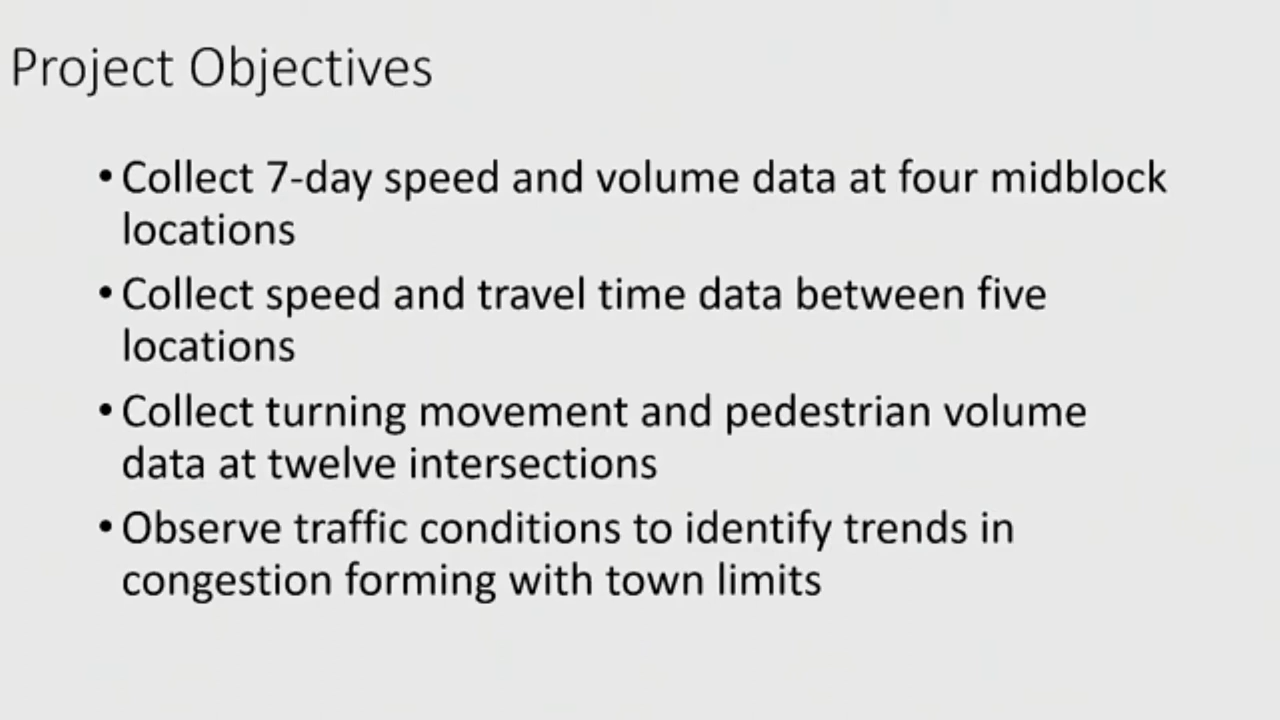 Project Objectives
• Collect 7-day speed and volume data at four midblock
locations
• Collect speed and travel time data between five
locations
• Collect turning movement and pedestrian volume
data at twelve intersections
• Observe traffic conditions to identify trends in
congestion forming with town limits